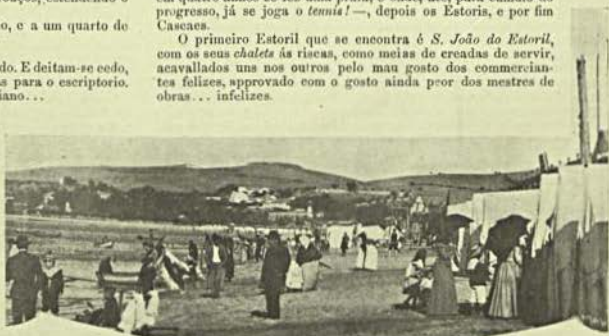 o, e a um quarto de
do. E deitam-se cedo,
s para o escriptorio.
iano...
progresso, já se joga o tennis!—, depois os Estoris, e por fim
Cascaes.
O primeiro Estoril que se encontra é S. João do Estoril,
com os seus chalets ás riscas, como meias de creadas de servir,
acavallados uns nos outros pelo mau gosto dos commercian-
tes felizes, approvado com o gosto ainda peor dos mestres de
obras... infelizes.